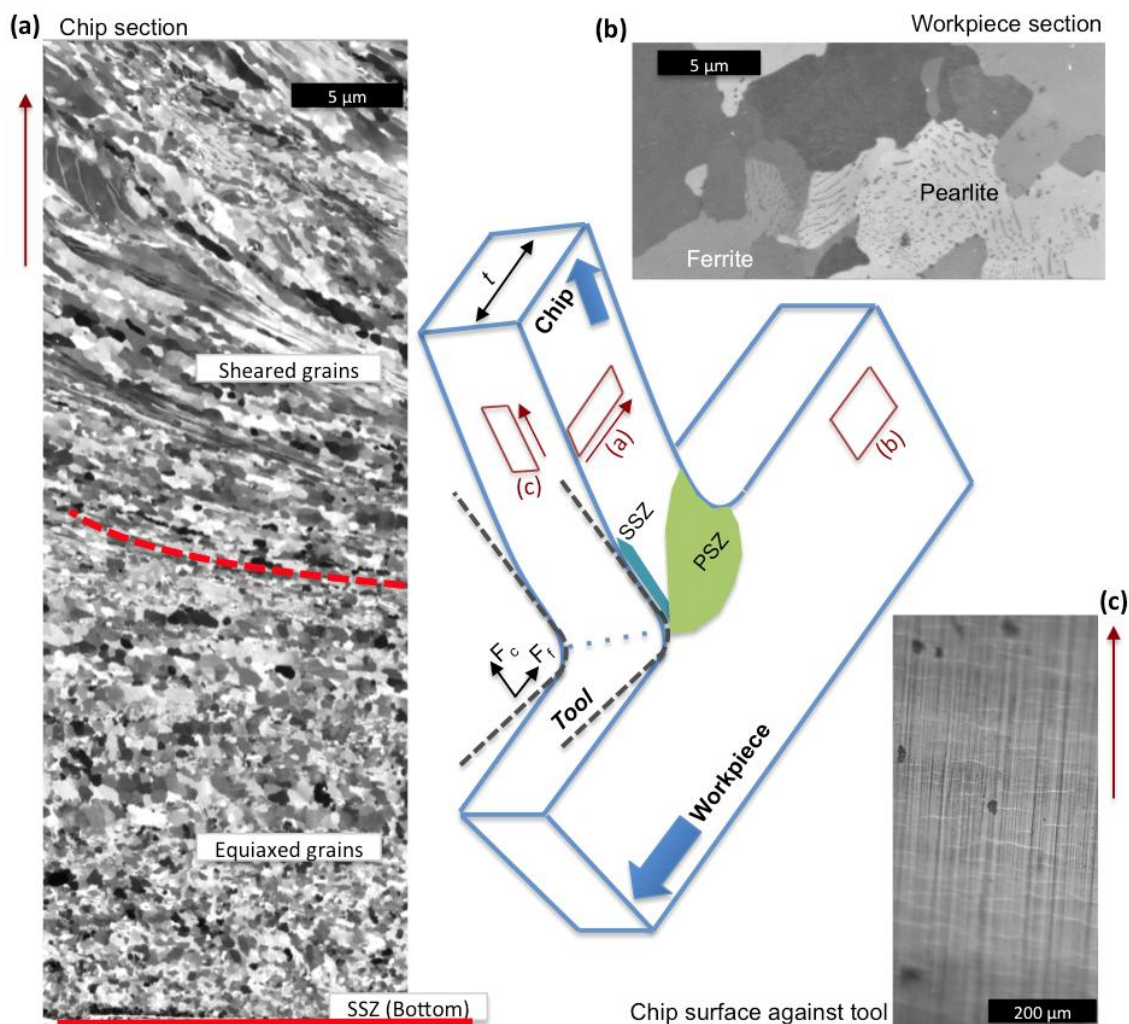 (a) Chip section
5 µm
Sheared grains
Equiaxed grains
SSZ (Bottom)
(b) Workpiece section
5 µm
Pearlite
Ferrite
t
Chip
(a)
(b)
(c)
SSZ
PSZ
Fc Ff
Tool
Workpiece
(c)
Chip surface against tool
200 µm